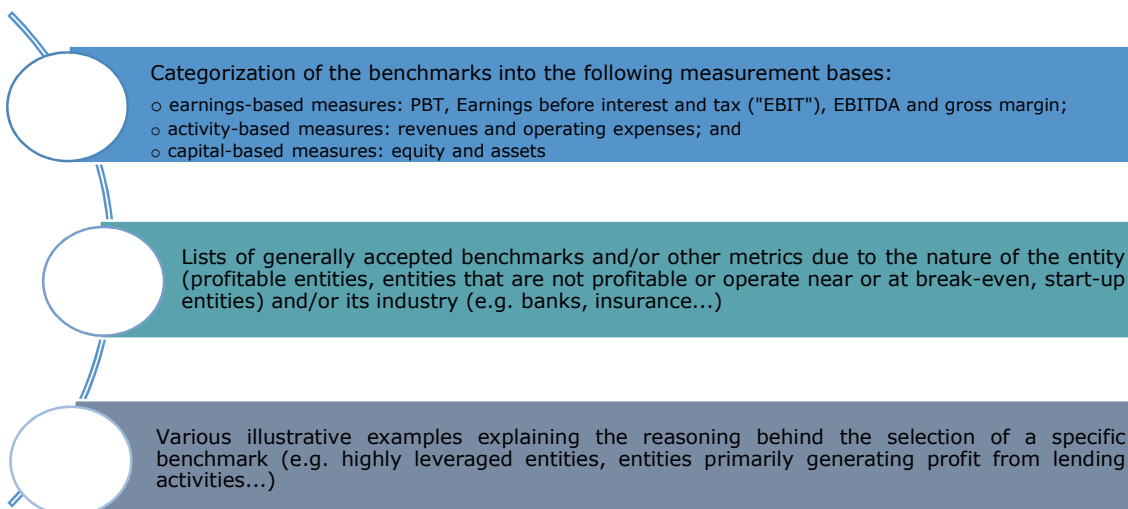 Categorization of the benchmarks into the following measurement bases:
○ earnings-based measures: PBT, Earnings before interest and tax ("EBIT"), EBITDA and gross margin;
○ activity-based measures: revenues and operating expenses; and
○ capital-based measures: equity and assets
Lists of generally accepted benchmarks and/or other metrics due to the nature of the entity
(profitable entities, entities that are not profitable or operate near or at break-even, start-up
entities) and/or its industry (e.g. banks, insurance...)
Various illustrative examples explaining the reasoning behind the selection of a specific
benchmark (e.g. highly leveraged entities, entities primarily generating profit from lending
activities...)